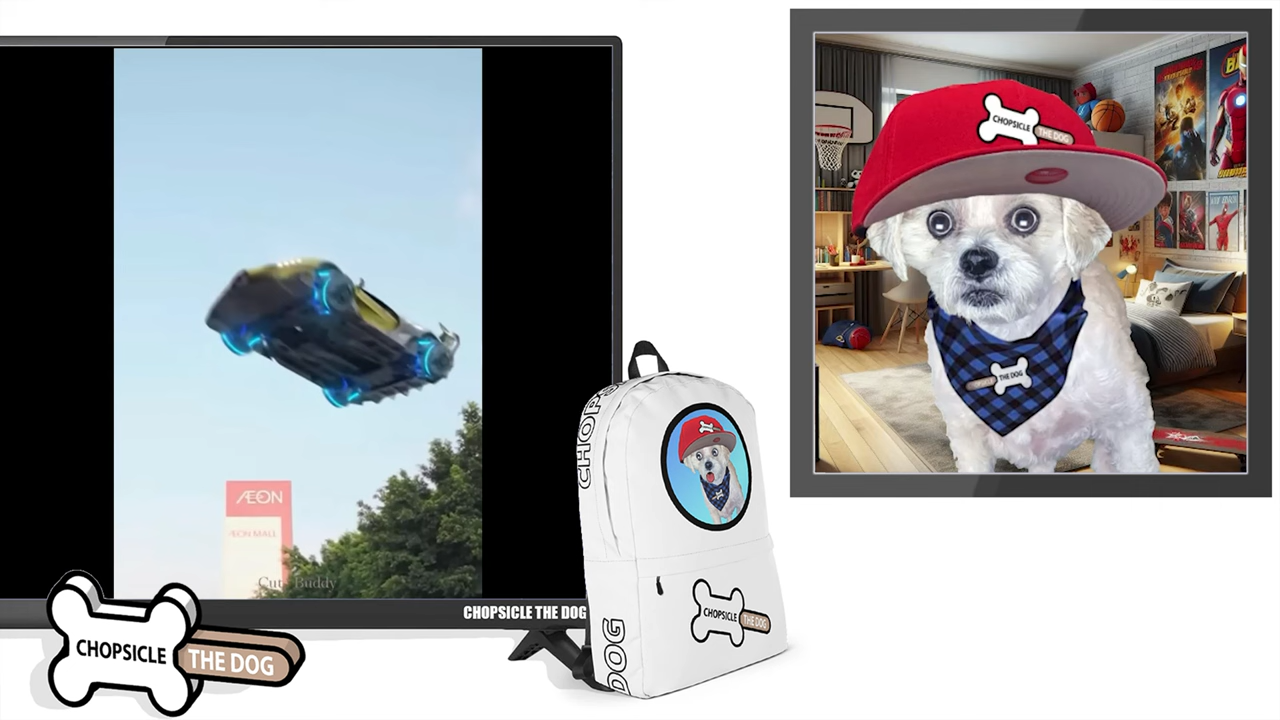 ÆON
ÆON MALL
Cute Buddy
CHOPSICLE THE DOG
CHOPSICLE
THE DOG
CHOPS
DOG
CHOPSICLE
THE DOG
CHOPSICLE
THE DOG
THE DOG